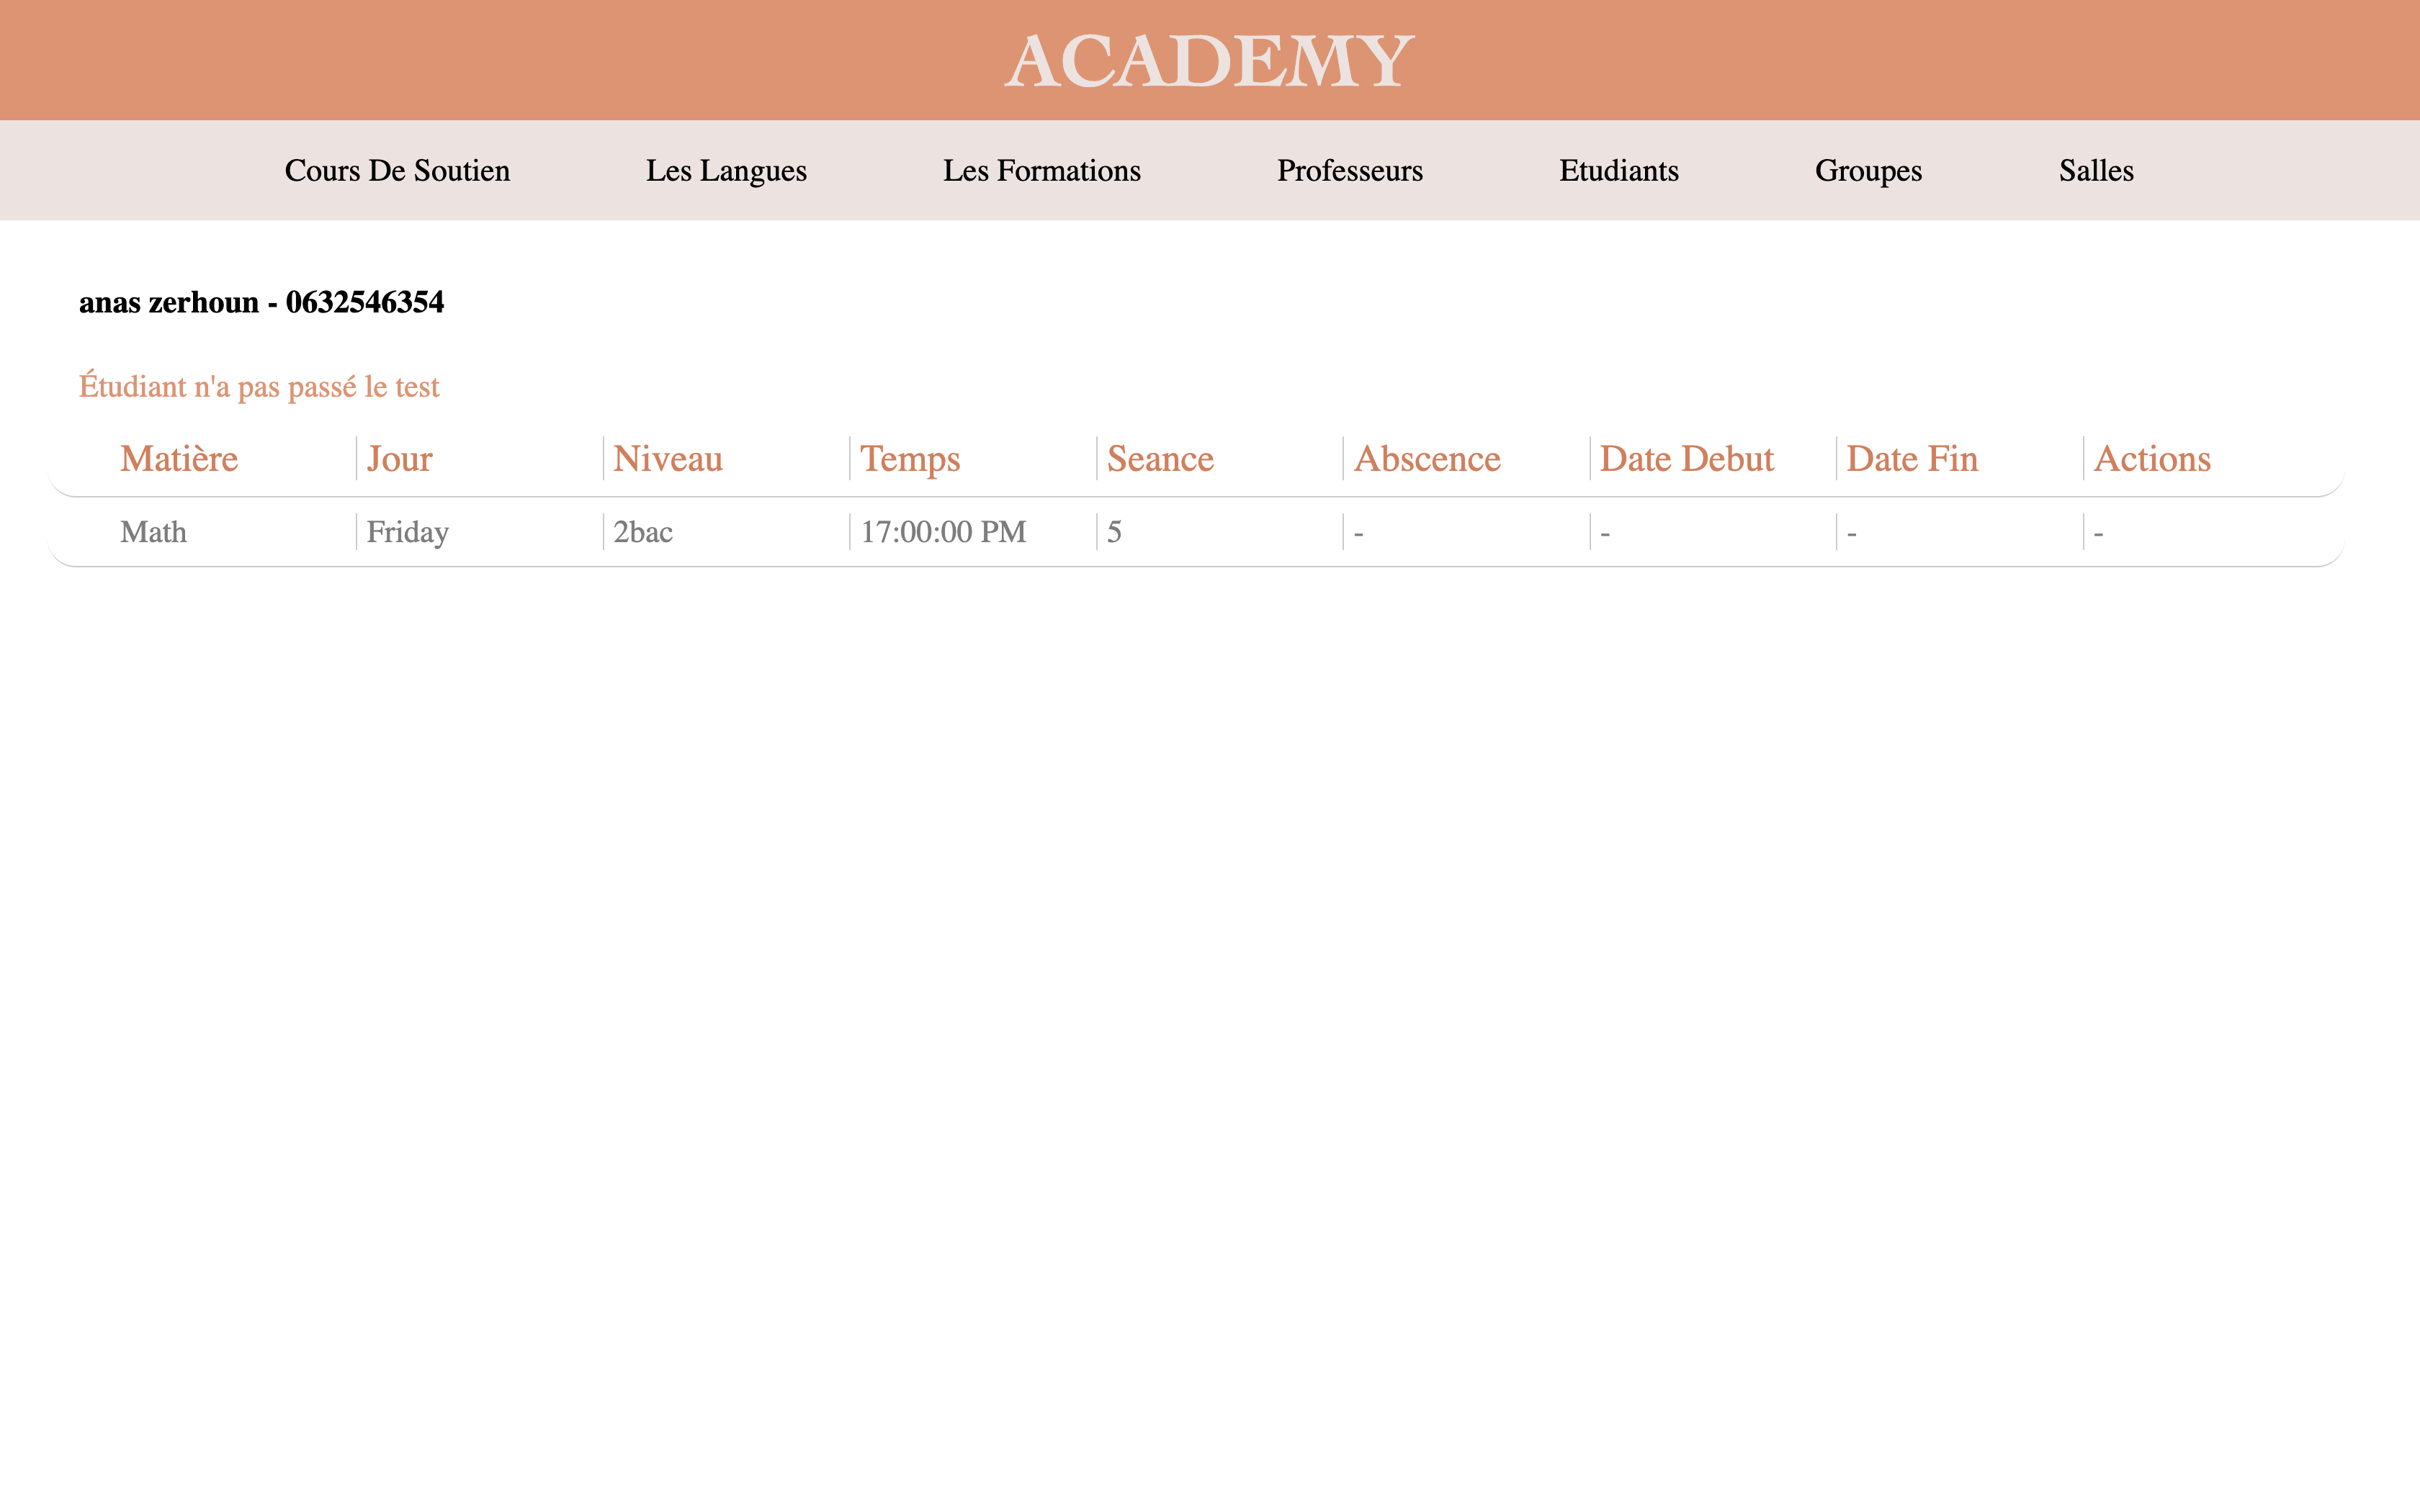 ACADEMY
Cours De Soutien Les Langues Les Formations Professeurs Etudiants Groupes Salles
anas zerhoun - 0632546354
Étudiant n'a pas passé le test
Matière Jour Niveau Temps Seance Abscence Date Debut Date Fin Actions
Math Friday 2bac 17:00:00 PM 5 - - - -